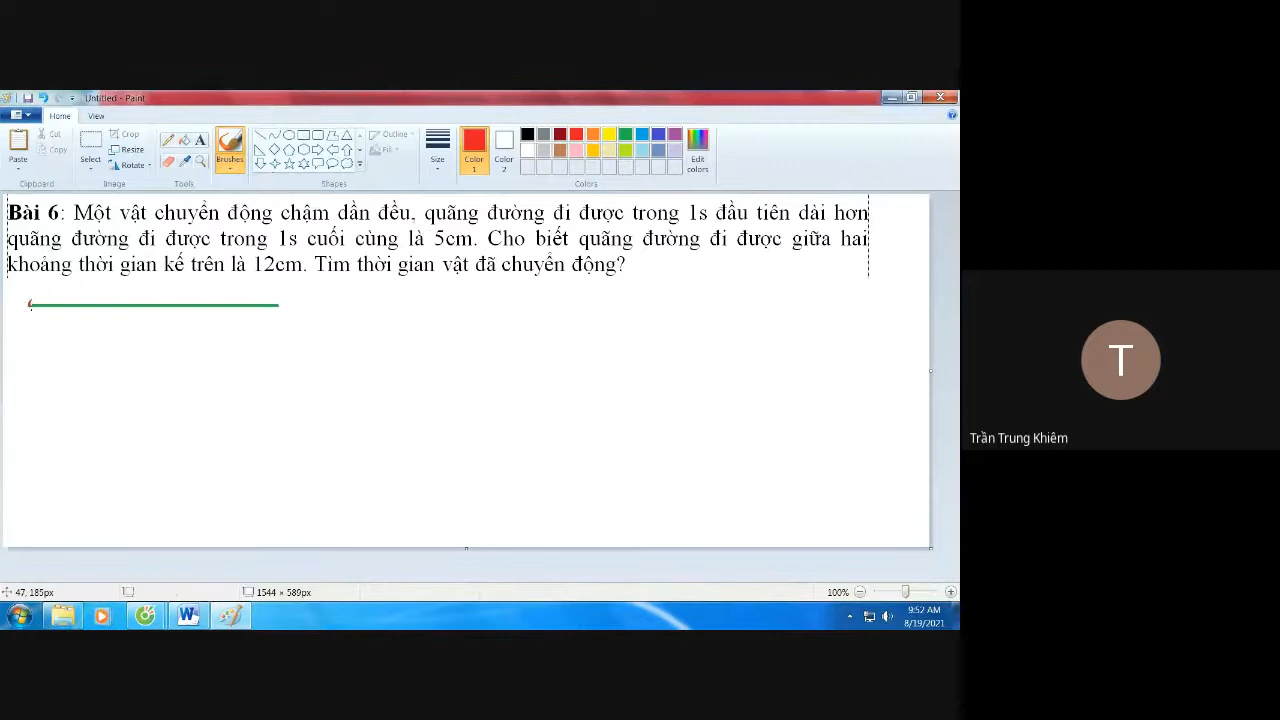 Untitled - Paint
Home View
Paste
Cut
Copy
Select
Crop
Resize
Rotate
Brushes
Outline
Fill
Size
Color 1
Color 2
Edit colors
Clipboard Image Tools Shapes Colors
Bài 6: Một vật chuyển động chậm dần đều, quãng đường đi được trong 1s đầu tiên dài hơn
quãng đường đi được trong 1s cuối cùng là 5cm. Cho biết quãng đường đi được giữa hai
khoảng thời gian kể trên là 12cm. Tìm thời gian vật đã chuyển động?
T
Trần Trung Khiêm
47, 185px
1544 × 589px
100%
9:52 AM
8/19/2021